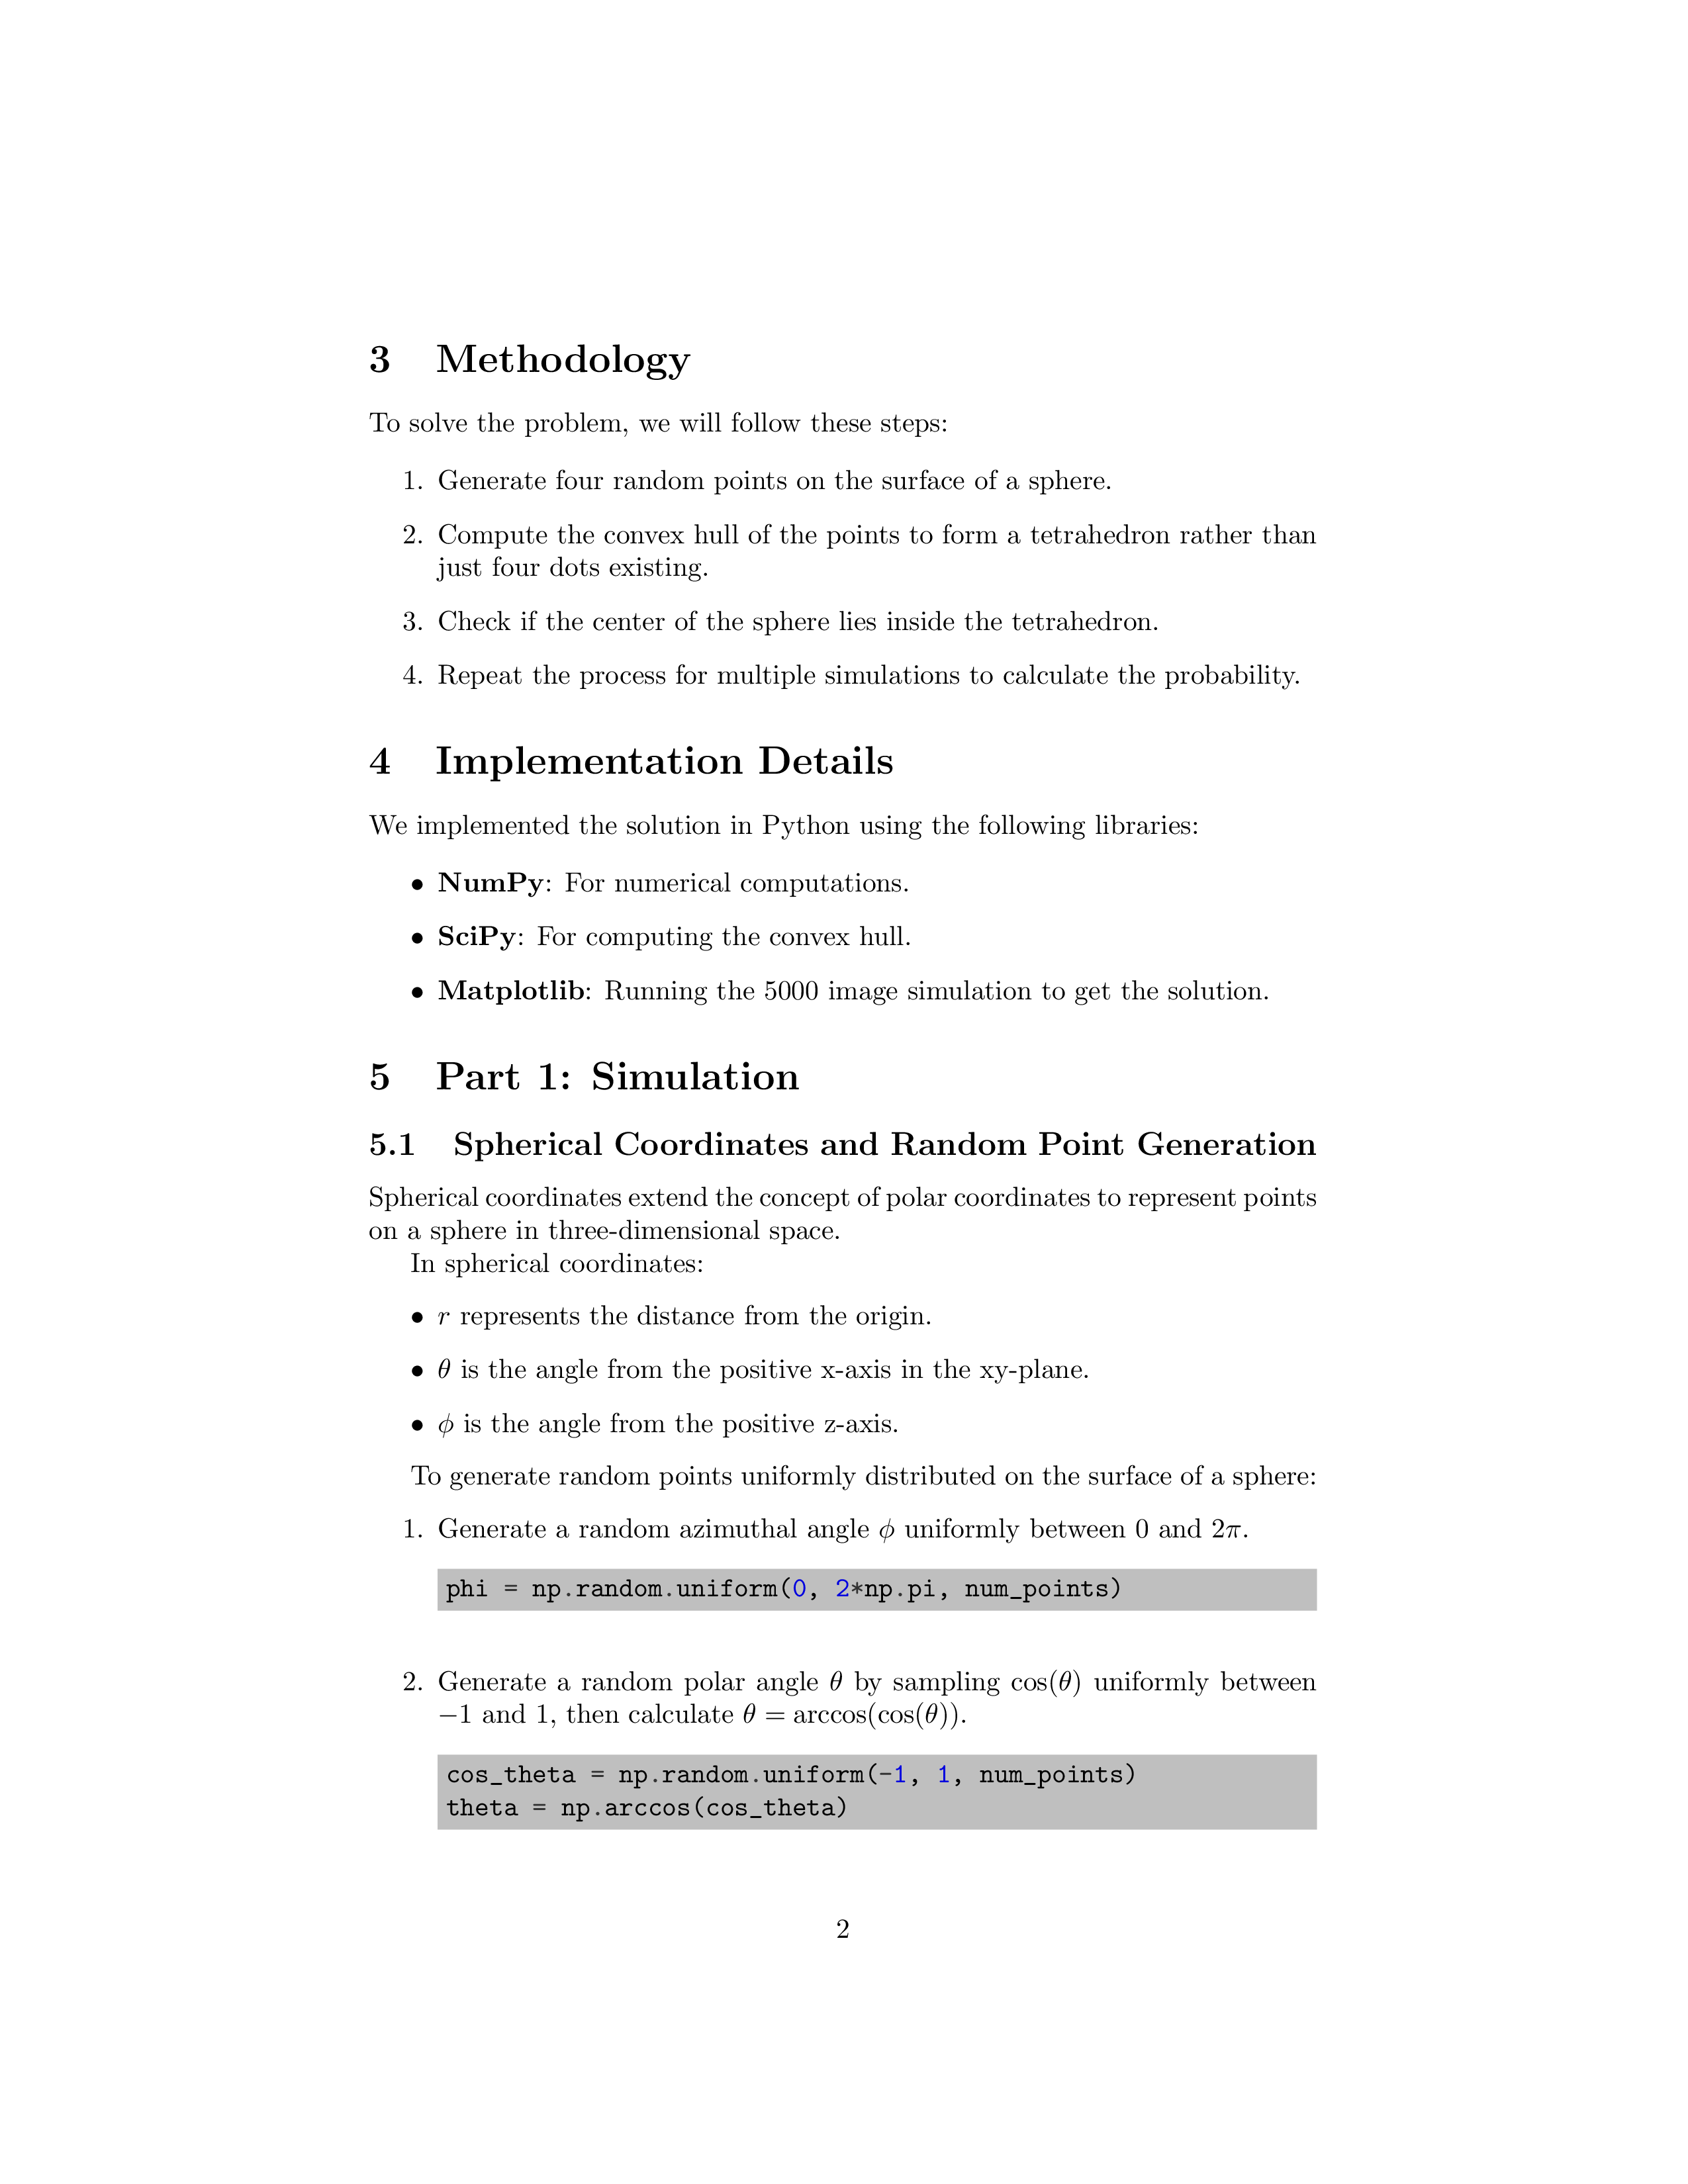 3 Methodology
To solve the problem, we will follow these steps:
1. Generate four random points on the surface of a sphere.
2. Compute the convex hull of the points to form a tetrahedron rather than
just four dots existing.
3. Check if the center of the sphere lies inside the tetrahedron.
4. Repeat the process for multiple simulations to calculate the probability.
4 Implementation Details
We implemented the solution in Python using the following libraries:
• NumPy: For numerical computations.
• SciPy: For computing the convex hull.
• Matplotlib: Running the 5000 image simulation to get the solution.
5 Part 1: Simulation
5.1 Spherical Coordinates and Random Point Generation
Spherical coordinates extend the concept of polar coordinates to represent points
on a sphere in three-dimensional space.
In spherical coordinates:
• r represents the distance from the origin.
• θ is the angle from the positive x-axis in the xy-plane.
• ϕ is the angle from the positive z-axis.
To generate random points uniformly distributed on the surface of a sphere:
1. Generate a random azimuthal angle ϕ uniformly between 0 and 2π.
phi = np.random.uniform(0, 2*np.pi, num_points)
2. Generate a random polar angle θ by sampling cos(θ) uniformly between
−1 and 1, then calculate θ = arccos(cos(θ)).
cos_theta = np.random.uniform(-1, 1, num_points)
theta = np.arccos(cos_theta)
2